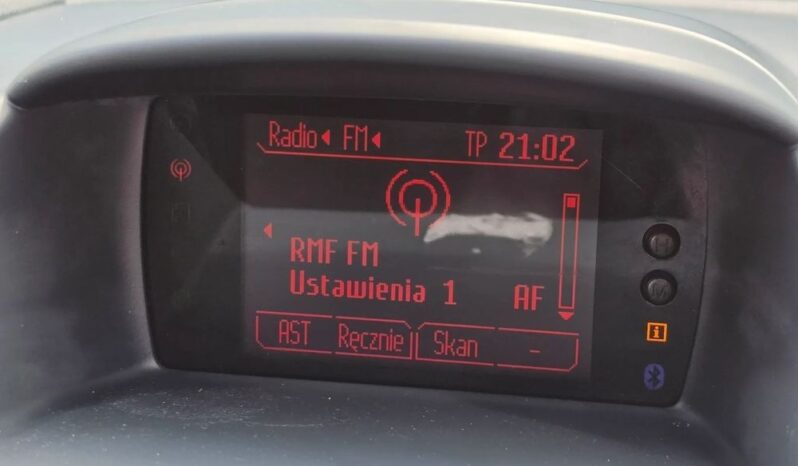 Radio FM TP 21:02
RMF FM
Ustawienia 1 AF
AST Ręcznie Skan -
H
M
i